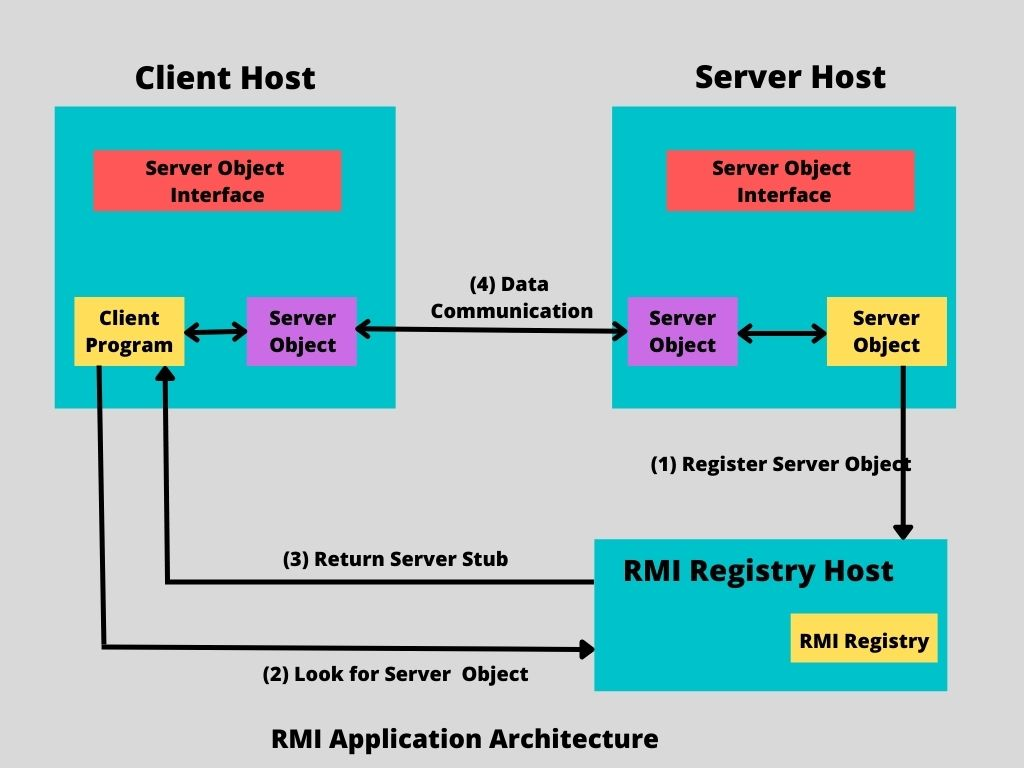 Client Host
Server Host
Server Object
Interface
Server Object
Interface
(4) Data
Communication
Client
Program
Server
Object
Server
Object
Server
Object
(1) Register Server Object
(3) Return Server Stub
RMI Registry Host
RMI Registry
(2) Look for Server  Object
RMI Application Architecture